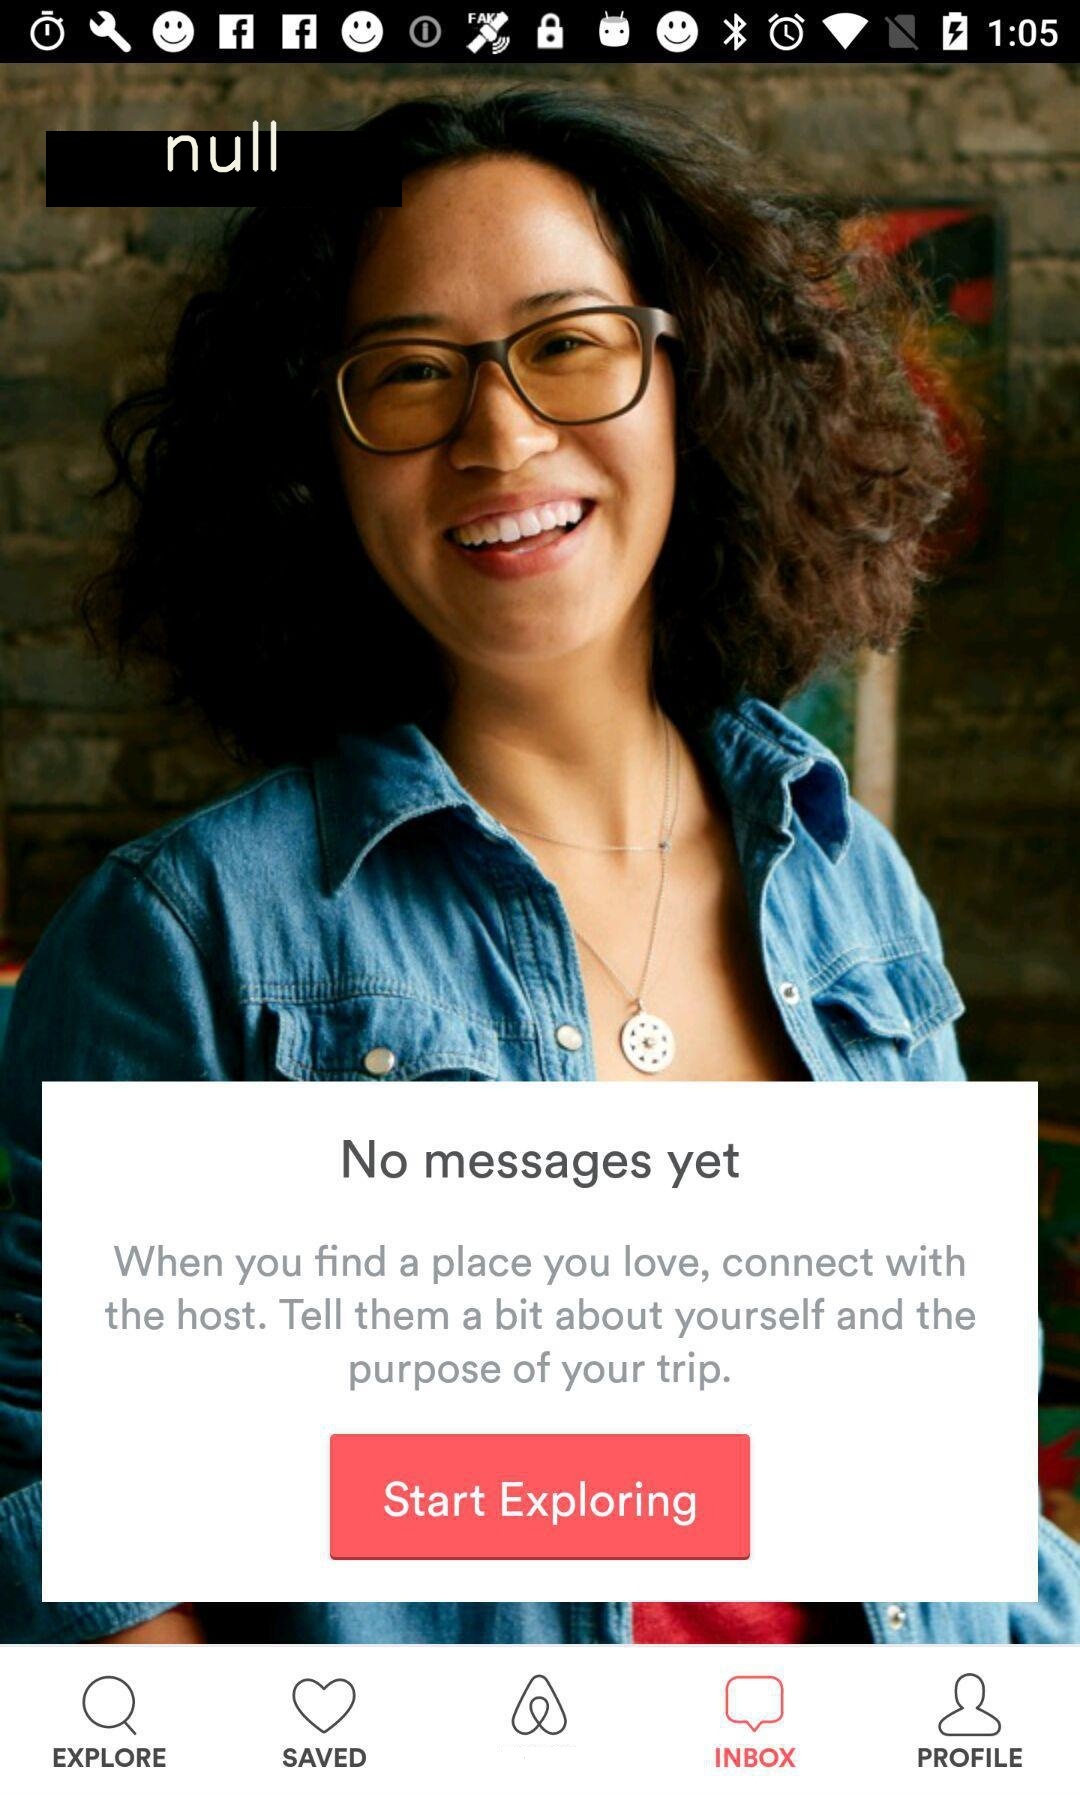 FAKE
1:05
null
No messages yet
When you find a place you love, connect with
the host. Tell them a bit about yourself and the
purpose of your trip.
Start Exploring
EXPLORE
SAVED
INBOX
PROFILE